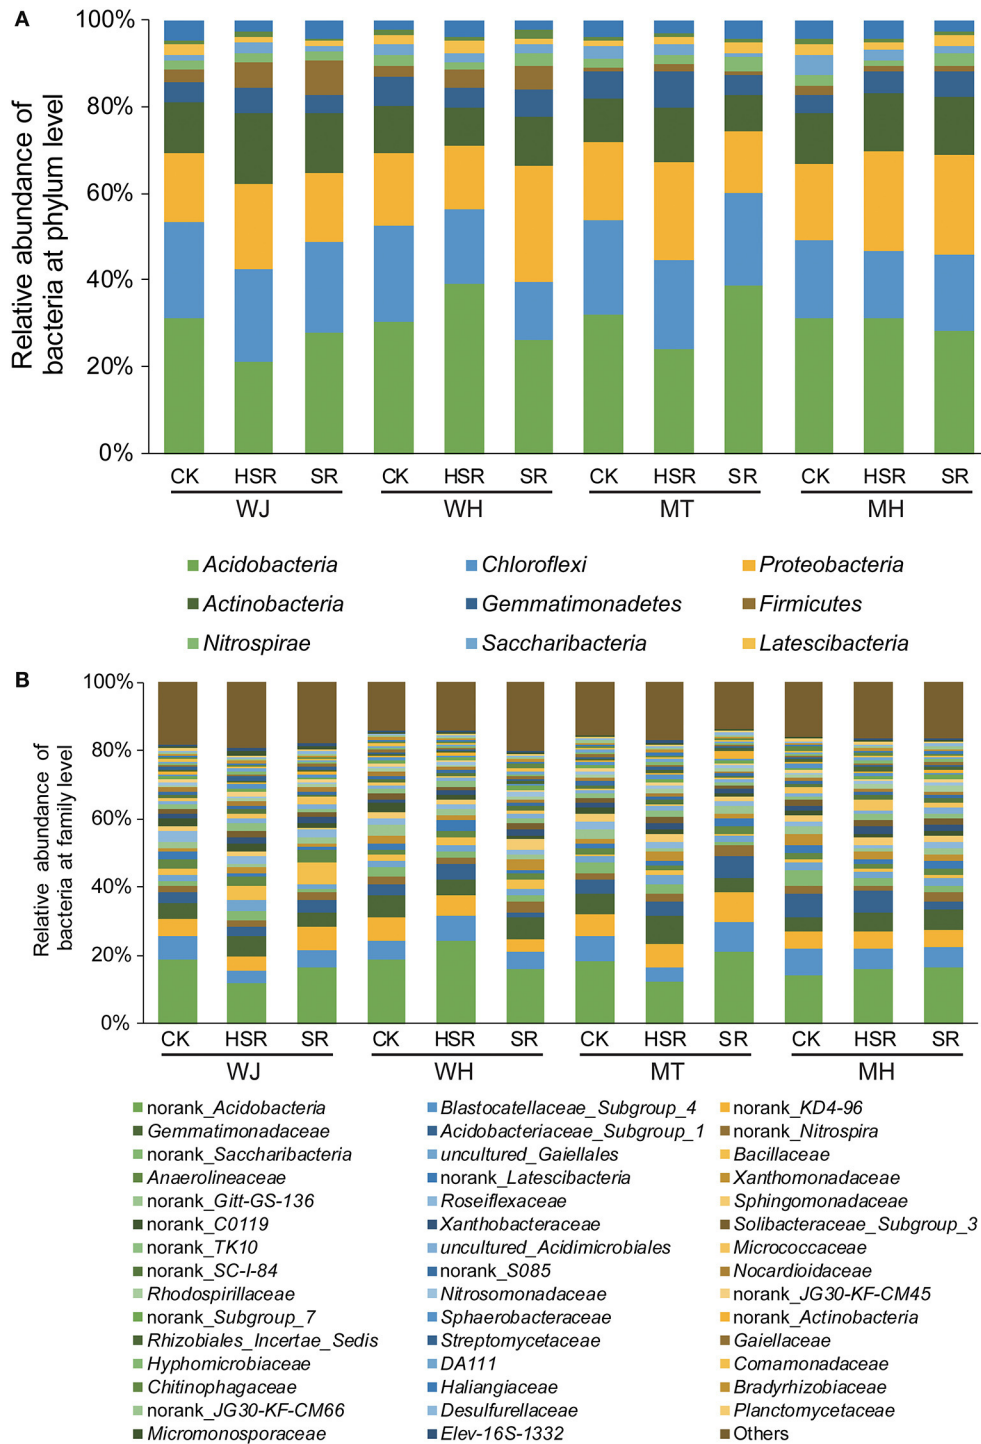 A
Relative abundance of
bacteria at phylum level
100%
80%
60%
40%
20%
0%
CK HSR SR CK HSR SR CK HSR SR CK HSR SR
WJ WH MT MH
Acidobacteria Chloroflexi Proteobacteria
Actinobacteria Gemmatimonadetes Firmicutes
Nitrospirae Saccharibacteria Latescibacteria
B
Relative abundance of
bacteria at family level
100%
80%
60%
40%
20%
0%
CK HSR SR CK HSR SR CK HSR SR CK HSR SR
WJ WH MT MH
norank_Acidobacteria Blastocatellaceae_Subgroup_4 norank_KD4-96
Gemmatimonadaceae Acidobacteriaceae_Subgroup_1 norank_Nitrospira
norank_Saccharibacteria uncultured_Gaiellales Bacillaceae
Anaerolineaceae norank_Latescibacteria Xanthomonadaceae
norank_Gitt-GS-136 Roseiflexaceae Sphingomonadaceae
norank_C0119 Xanthobacteraceae Solibacteraceae_Subgroup_3
norank_TK10 uncultured_Acidimicrobiales Micrococcaceae
norank_SC-I-84 norank_S085 Nocardioidaceae
Rhodospirillaceae Nitrosomonadaceae norank_JG30-KF-CM45
norank_Subgroup_7 Sphaerobacteraceae norank_Actinobacteria
Rhizobiales_Incertae_Sedis Streptomycetaceae Gaiellaceae
Hyphomicrobiaceae DA111 Comamonadaceae
Chitinophagaceae Haliangiaceae Bradyrhizobiaceae
norank_JG30-KF-CM66 Desulfurellaceae Planctomycetaceae
Micromonosporaceae Elev-16S-1332 Others